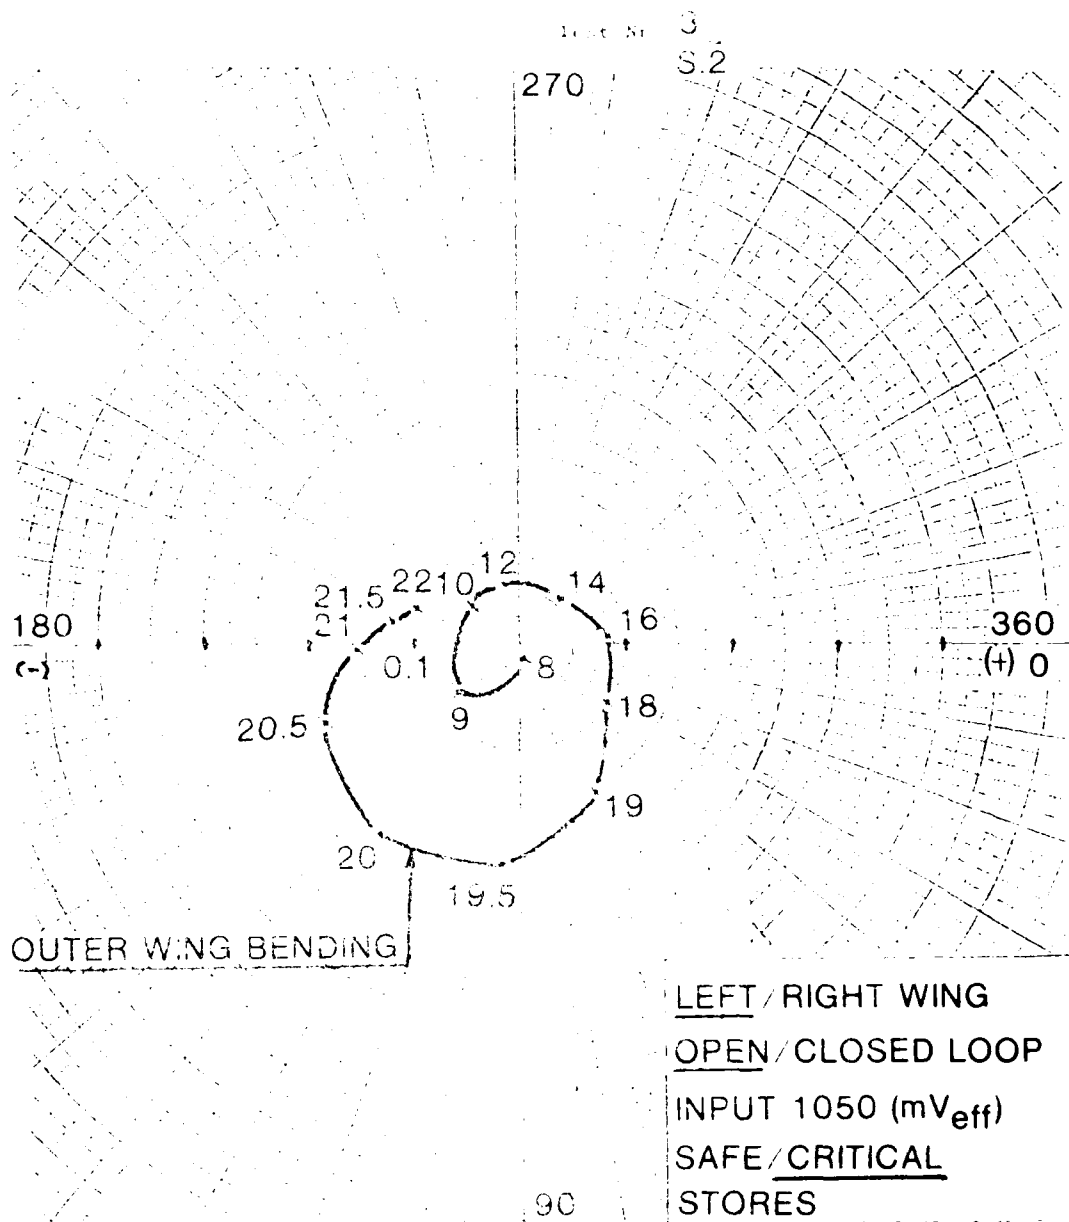 Test Nr 3
S.2
270
12
10
22
21.5
21
14
16
180
(-)
360
(+) 0
0.1
8
9
18
20.5
19
20
19.5
OUTER WING BENDING
LEFT/RIGHT WING
OPEN/CLOSED LOOP
INPUT 1050 (mVeff)
SAFE/CRITICAL
STORES
90